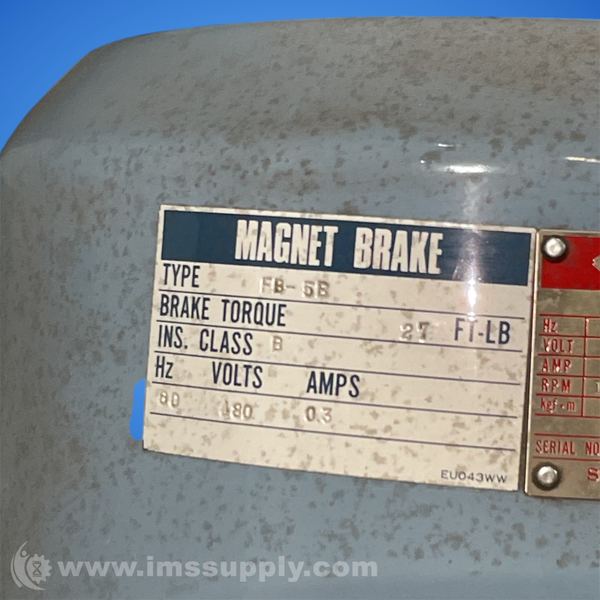 MAGNET BRAKE
TYPE FB-5B
BRAKE TORQUE 27 FT-LB
INS. CLASS B
Hz VOLTS AMPS
60 480 0.3
EU043WW
Hz
VOLT
AMP
RPM
kgf.m
SERIAL NO
www.imssupply.com